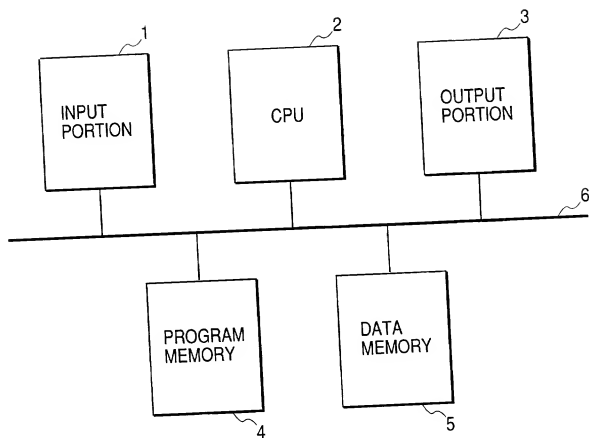 1
2
3
INPUT
PORTION
CPU
OUTPUT
PORTION
6
PROGRAM
MEMORY
DATA
MEMORY
4
5